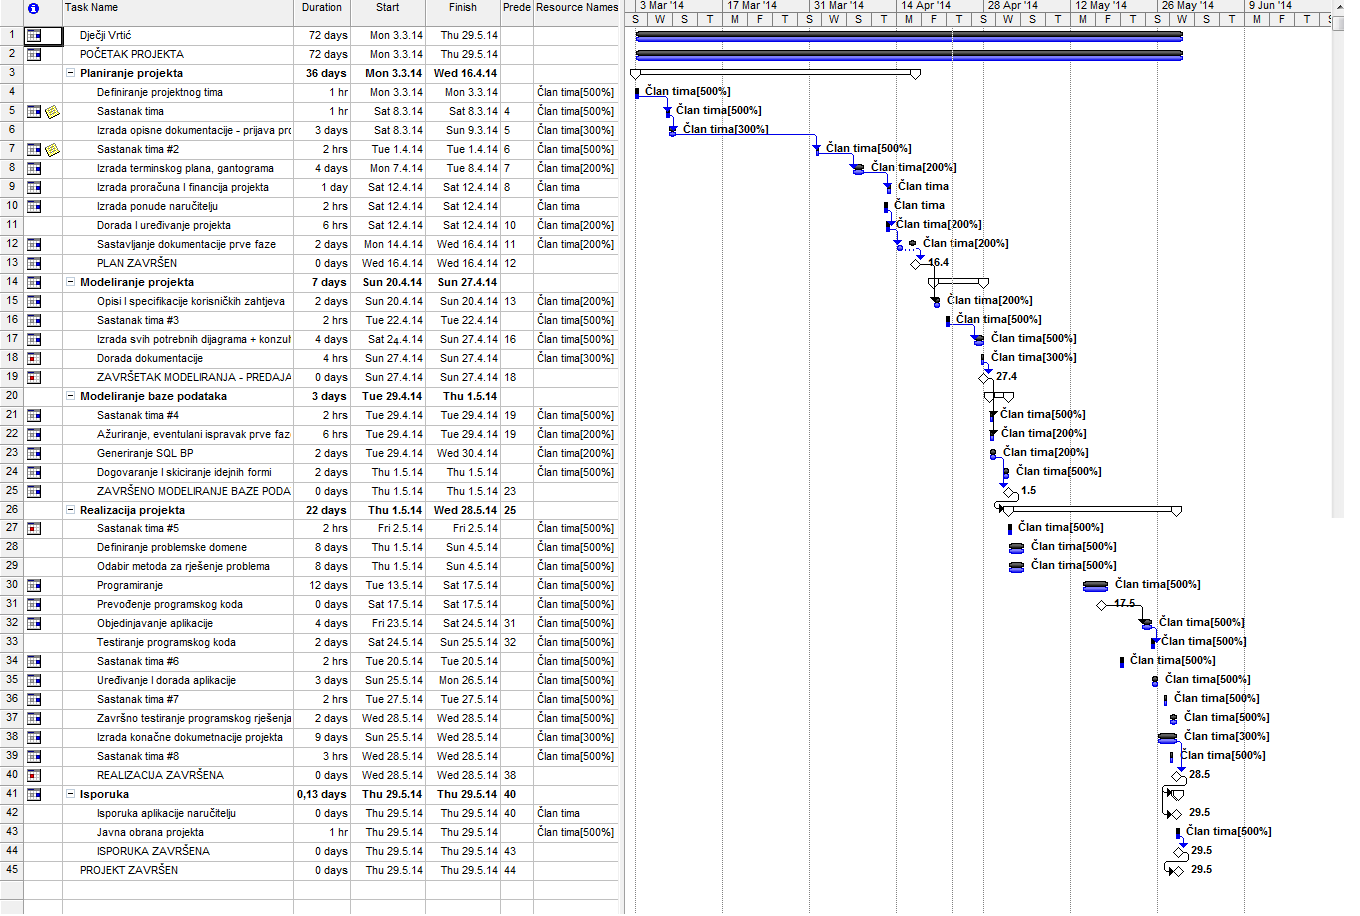 Task Name Duration Start Finish Prede Resource Names
3 Mar '14 17 Mar '14 31 Mar '14 14 Apr '14 28 Apr '14 12 May '14 26 May '14 9 Jun '14
S W S T M F T S W S T M F T S W S T M F T S W S T M F T
1 Dječji Vrtić 72 days Mon 3.3.14 Thu 29.5.14
2 POČETAK PROJEKTA 72 days Mon 3.3.14 Thu 29.5.14
3 Planiranje projekta 36 days Mon 3.3.14 Wed 16.4.14
4 Definiranje projektnog tima 1 hr Mon 3.3.14 Mon 3.3.14 Član tima[500%] Član tima[500%]
5 Sastanak tima 1 hr Sat 8.3.14 Sat 8.3.14 4 Član tima[500%] Član tima[500%]
6 Izrada opisne dokumentacije - prijava pro 3 days Sat 8.3.14 Sun 9.3.14 5 Član tima[300%] Član tima[300%]
7 Sastanak tima #2 2 hrs Tue 1.4.14 Tue 1.4.14 6 Član tima[500%] Član tima[500%]
8 Izrada terminskog plana, gantograma 4 days Mon 7.4.14 Tue 8.4.14 7 Član tima[200%] Član tima[200%]
9 Izrada proračuna I financija projekta 1 day Sat 12.4.14 Sat 12.4.14 8 Član tima Član tima
10 Izrada ponude naručitelju 2 hrs Sat 12.4.14 Sat 12.4.14 Član tima Član tima
11 Dorada I uređivanje projekta 6 hrs Sat 12.4.14 Sat 12.4.14 10 Član tima[200%] Član tima[200%]
12 Sastavljanje dokumentacije prve faze 2 days Mon 14.4.14 Wed 16.4.14 11 Član tima[200%] Član tima[200%]
13 PLAN ZAVRŠEN 0 days Wed 16.4.14 Wed 16.4.14 12 16.4
14 Modeliranje projekta 7 days Sun 20.4.14 Sun 27.4.14
15 Opisi I specifikacije korisničkih zahtjeva 2 days Sun 20.4.14 Sun 20.4.14 13 Član tima[200%] Član tima[200%]
16 Sastanak tima #3 2 hrs Tue 22.4.14 Tue 22.4.14 Član tima[500%] Član tima[500%]
17 Izrada svih potrebnih dijagrama + konzul 4 days Sat 24.4.14 Sun 27.4.14 16 Član tima[500%] Član tima[500%]
18 Dorada dokumentacije 4 hrs Sun 27.4.14 Sun 27.4.14 Član tima[300%] Član tima[300%]
19 ZAVRŠETAK MODELIRANJA - PREDAJA 0 days Sun 27.4.14 Sun 27.4.14 18 27.4
20 Modeliranje baze podataka 3 days Tue 29.4.14 Thu 1.5.14
21 Sastanak tima #4 2 hrs Tue 29.4.14 Tue 29.4.14 19 Član tima[500%] Član tima[500%]
22 Ažuriranje, eventulani ispravak prve faz 6 hrs Tue 29.4.14 Tue 29.4.14 19 Član tima[200%] Član tima[200%]
23 Generiranje SQL BP 2 days Tue 29.4.14 Wed 30.4.14 Član tima[200%] Član tima[200%]
24 Dogovaranje I skiciranje idejnih formi 2 days Thu 1.5.14 Thu 1.5.14 Član tima[500%] Član tima[500%]
25 ZAVRŠENO MODELIRANJE BAZE PODA 0 days Thu 1.5.14 Thu 1.5.14 23 1.5
26 Realizacija projekta 22 days Thu 1.5.14 Wed 28.5.14 25
27 Sastanak tima #5 2 hrs Fri 2.5.14 Fri 2.5.14 Član tima[500%] Član tima[500%]
28 Definiranje problemske domene 8 days Thu 1.5.14 Sun 4.5.14 Član tima[500%] Član tima[500%]
29 Odabir metoda za rješenje problema 8 days Thu 1.5.14 Sun 4.5.14 Član tima[500%] Član tima[500%]
30 Programiranje 12 days Tue 13.5.14 Sat 17.5.14 Član tima[500%] Član tima[500%]
31 Prevođenje programskog koda 0 days Sat 17.5.14 Sat 17.5.14 Član tima[500%] 17.5
32 Objedinjavanje aplikacije 4 days Fri 23.5.14 Sat 24.5.14 31 Član tima[500%] Član tima[500%]
33 Testiranje programskog koda 2 days Sat 24.5.14 Sun 25.5.14 32 Član tima[500%] Član tima[500%]
34 Sastanak tima #6 2 hrs Tue 20.5.14 Tue 20.5.14 Član tima[500%] Član tima[500%]
35 Uređivanje I dorada aplikacije 3 days Sun 25.5.14 Mon 26.5.14 Član tima[500%] Član tima[500%]
36 Sastanak tima #7 2 hrs Tue 27.5.14 Tue 27.5.14 Član tima[500%] Član tima[500%]
37 Završno testiranje programskog rješenja 2 days Wed 28.5.14 Wed 28.5.14 Član tima[500%] Član tima[500%]
38 Izrada konačne dokumetnacije projekta 9 days Sun 25.5.14 Wed 28.5.14 Član tima[300%] Član tima[300%]
39 Sastanak tima #8 3 hrs Wed 28.5.14 Wed 28.5.14 Član tima[500%] Član tima[500%]
40 REALIZACIJA ZAVRŠENA 0 days Wed 28.5.14 Wed 28.5.14 38 28.5
41 Isporuka 0,13 days Thu 29.5.14 Thu 29.5.14 40
42 Isporuka aplikacije naručitelju 0 days Thu 29.5.14 Thu 29.5.14 40 Član tima 29.5
43 Javna obrana projekta 1 hr Thu 29.5.14 Thu 29.5.14 Član tima[500%] Član tima[500%]
44 ISPORUKA ZAVRŠENA 0 days Thu 29.5.14 Thu 29.5.14 43 29.5
45 PROJEKT ZAVRŠEN 0 days Thu 29.5.14 Thu 29.5.14 44 29.5